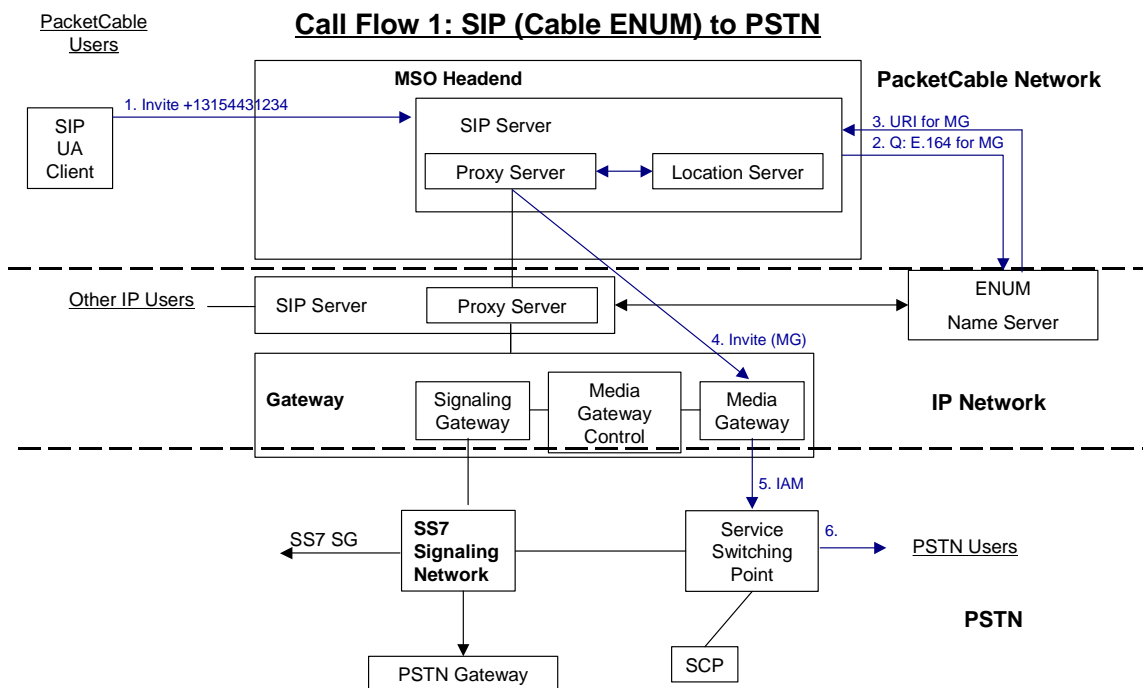 PacketCable
Users
Call Flow 1: SIP (Cable ENUM) to PSTN
MSO Headend
PacketCable Network
1. Invite +13154431234
SIP
UA
Client
SIP Server
3. URI for MG
2. Q: E.164 for MG
Proxy Server
Location Server
Other IP Users
SIP Server
Proxy Server
ENUM
Name Server
4. Invite (MG)
Gateway
Signaling
Gateway
Media
Gateway
Control
Media
Gateway
IP Network
5. IAM
SS7 SG
SS7
Signaling
Network
Service
Switching
Point
6.
PSTN Users
PSTN
PSTN Gateway
SCP